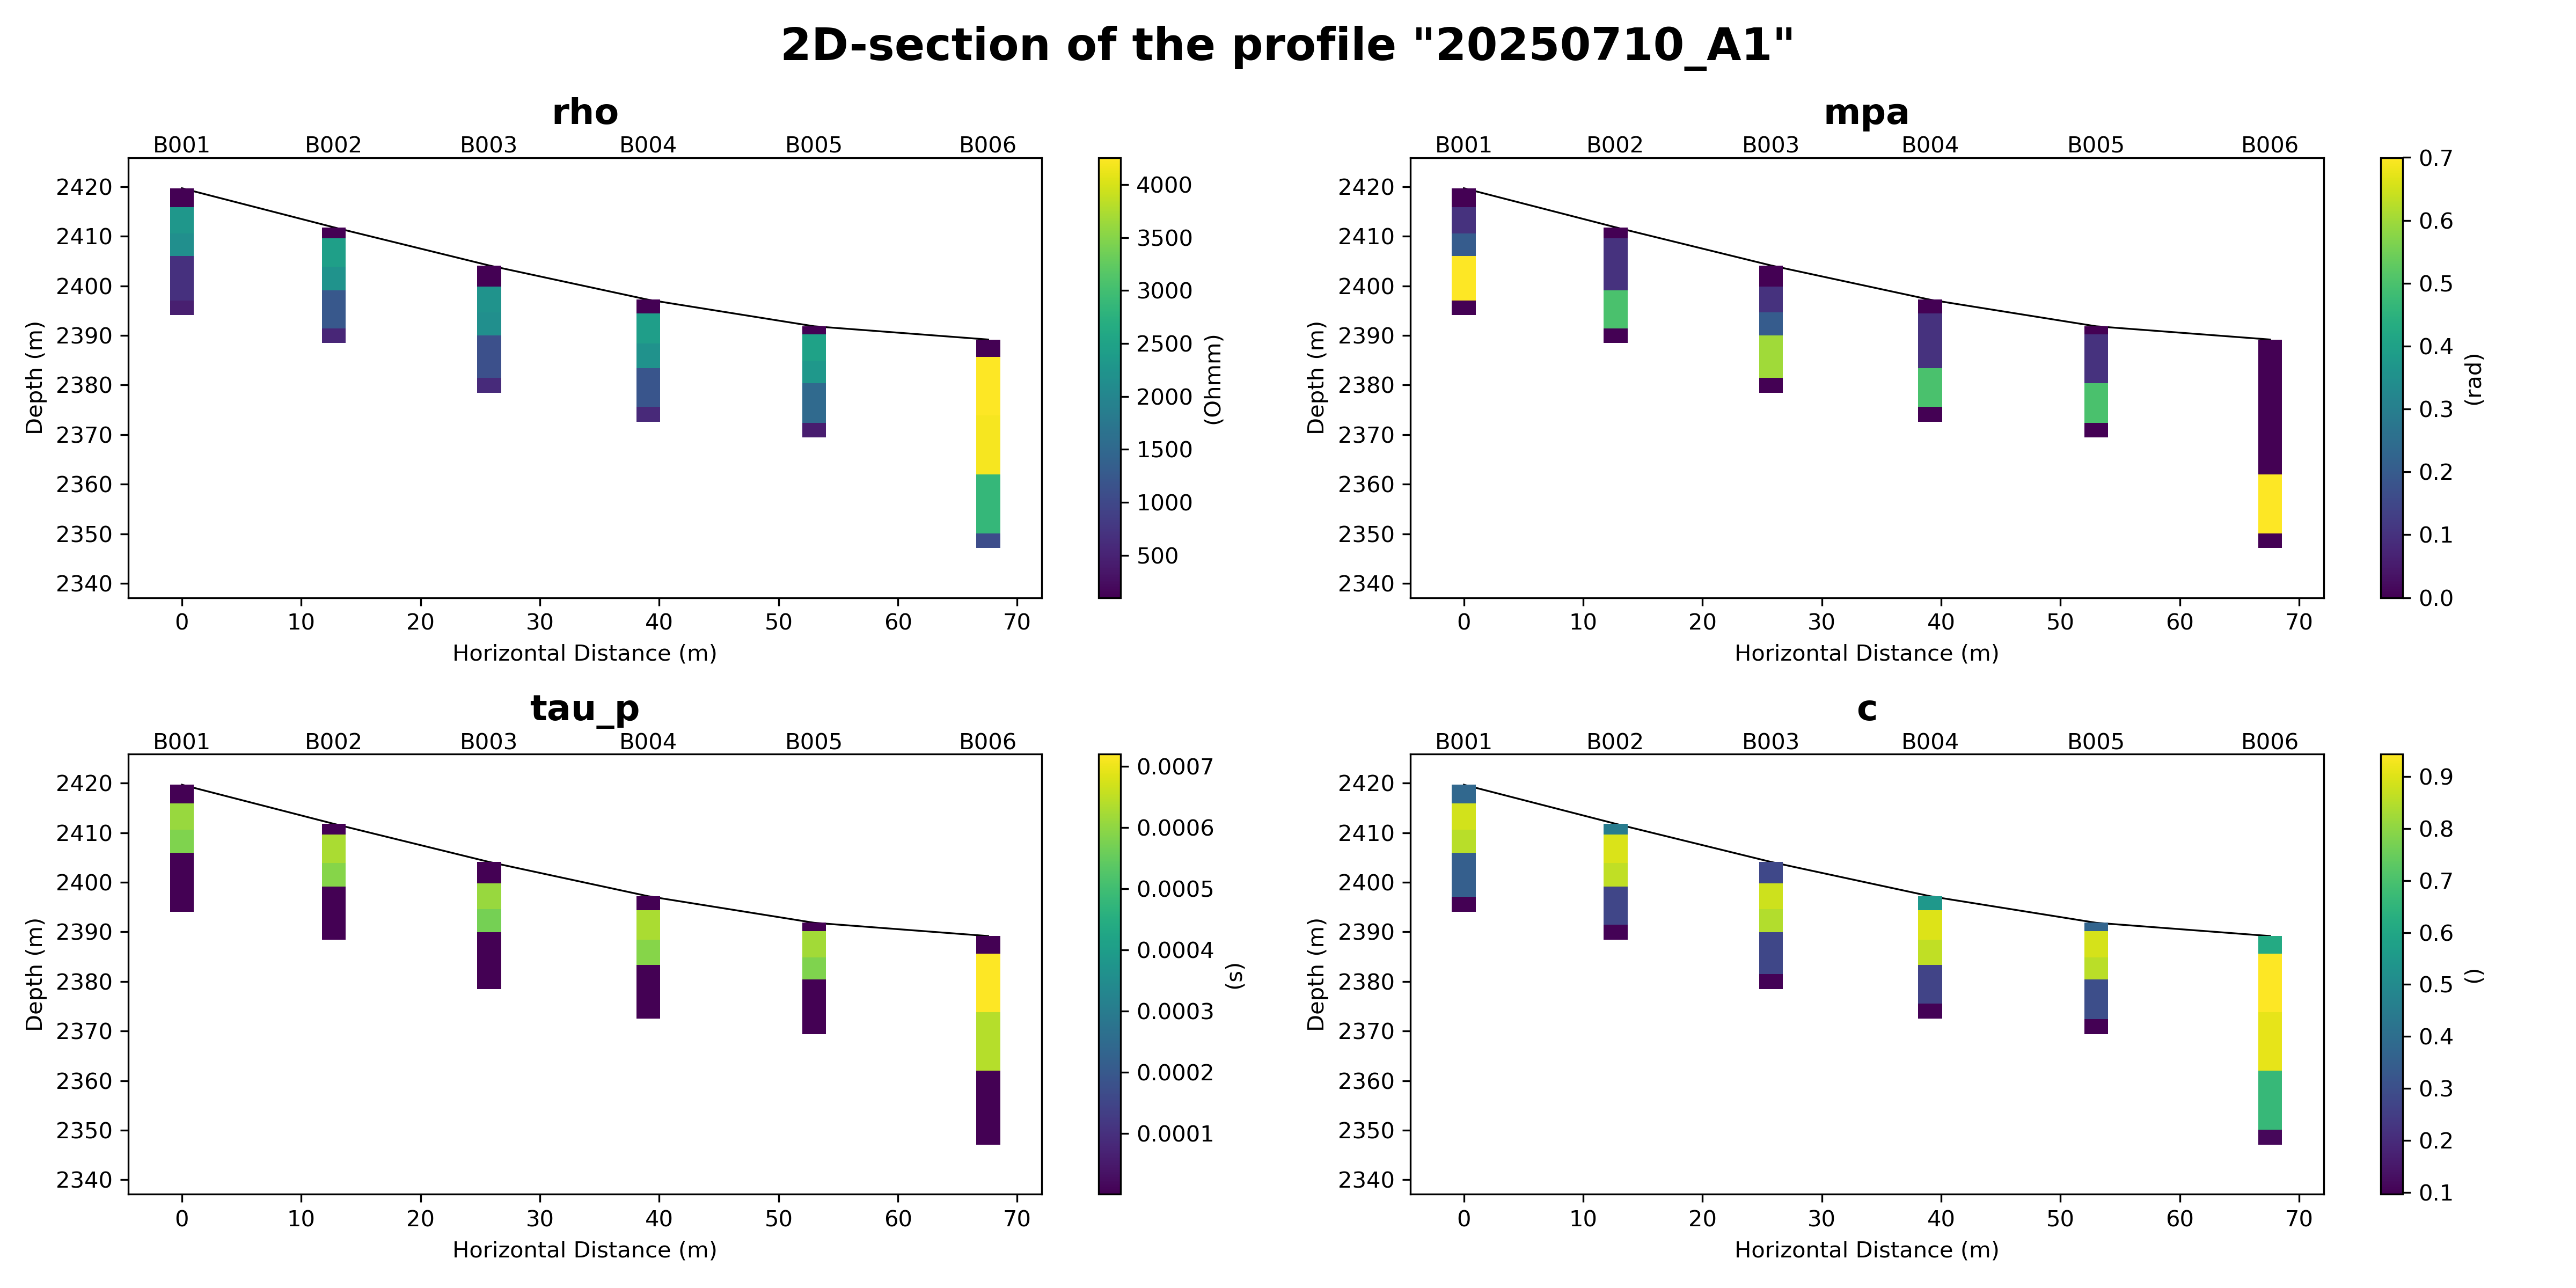 2D-section of the profile "20250710_A1"
rho
B001 B002 B003 B004 B005 B006
2420
2410
2400
2390
2380
2370
2360
2350
2340
Depth (m)
0 10 20 30 40 50 60 70
Horizontal Distance (m)
4000
3500
3000
2500
2000
1500
1000
500
(Ohmm)
mpa
B001 B002 B003 B004 B005 B006
2420
2410
2400
2390
2380
2370
2360
2350
2340
Depth (m)
0 10 20 30 40 50 60 70
Horizontal Distance (m)
0.7
0.6
0.5
0.4
0.3
0.2
0.1
0.0
(rad)
tau_p
B001 B002 B003 B004 B005 B006
2420
2410
2400
2390
2380
2370
2360
2350
2340
Depth (m)
0 10 20 30 40 50 60 70
Horizontal Distance (m)
0.0007
0.0006
0.0005
0.0004
0.0003
0.0002
0.0001
(s)
c
B001 B002 B003 B004 B005 B006
2420
2410
2400
2390
2380
2370
2360
2350
2340
Depth (m)
0 10 20 30 40 50 60 70
Horizontal Distance (m)
0.9
0.8
0.7
0.6
0.5
0.4
0.3
0.2
0.1
()